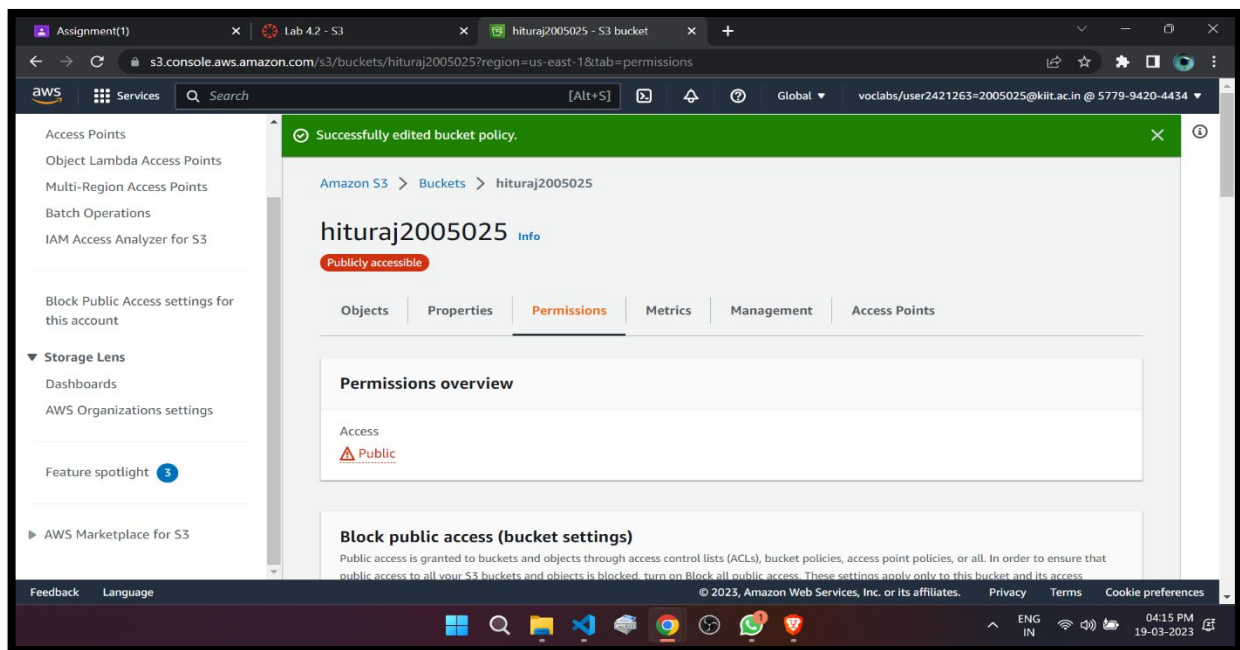 Assignment(1)
Lab 4.2 - S3
hituraj2005025 - S3 bucket
s3.console.aws.amazon.com/s3/buckets/hituraj2005025?region=us-east-1&tab=permissions
aws
Services
Search
[Alt+S]
Global
voclabs/user2421263=2005025@kiit.ac.in @ 5779-9420-4434
Access Points
Object Lambda Access Points
Multi-Region Access Points
Batch Operations
IAM Access Analyzer for S3
Block Public Access settings for
this account
Storage Lens
Dashboards
AWS Organizations settings
Feature spotlight 3
AWS Marketplace for S3
Successfully edited bucket policy.
Amazon S3 > Buckets > hituraj2005025
hituraj2005025 Info
Publicly accessible
Objects
Properties
Permissions
Metrics
Management
Access Points
Permissions overview
Access
Public
Block public access (bucket settings)
Public access is granted to buckets and objects through access control lists (ACLs), bucket policies, access point policies, or all. In order to ensure that
public access to all your S3 buckets and objects is blocked, turn on Block all public access. These settings apply only to this bucket and its access
Feedback
Language
© 2023, Amazon Web Services, Inc. or its affiliates.
Privacy
Terms
Cookie preferences
ENG
IN
04:15 PM
19-03-2023